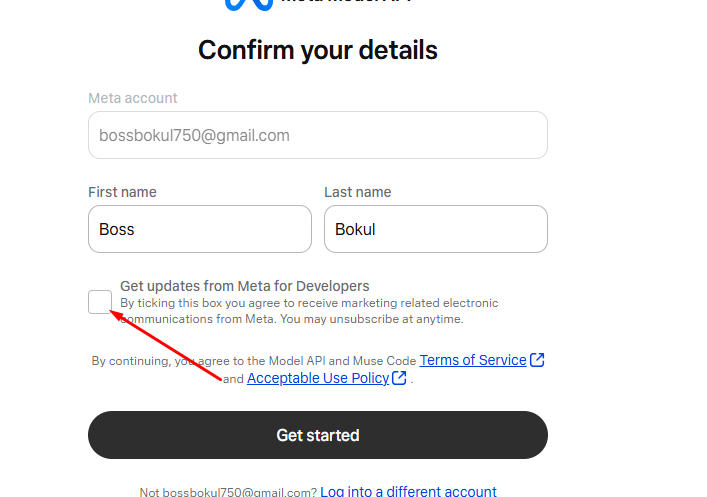 Meta Model API
Confirm your details
Meta account
bossbokul750@gmail.com
First name
Last name
Boss
Bokul
Get updates from Meta for Developers
By ticking this box you agree to receive marketing related electronic
communications from Meta. You may unsubscribe at anytime.
By continuing, you agree to the Model API and Muse Code Terms of Service
and Acceptable Use Policy .
Get started
Not bossbokul750@gmail.com? Log into a different account